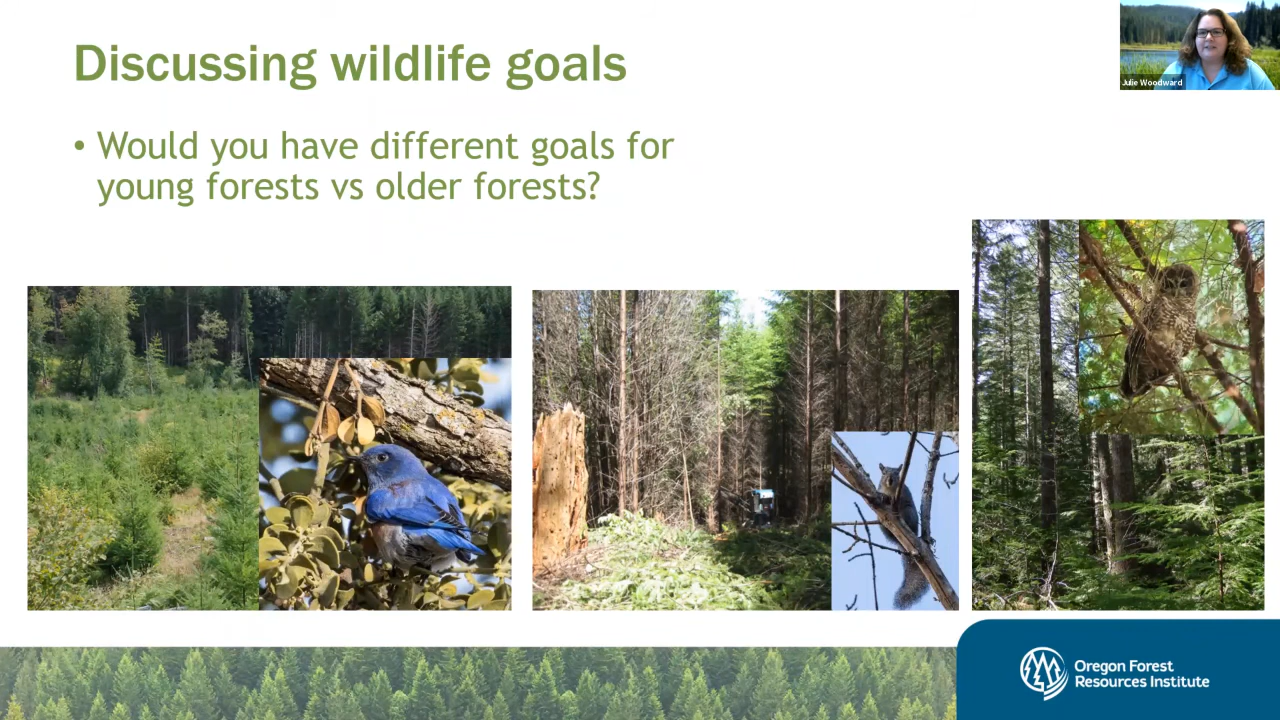 Discussing wildlife goals
Julie Woodward
• Would you have different goals for
young forests vs older forests?
Oregon Forest
Resources Institute